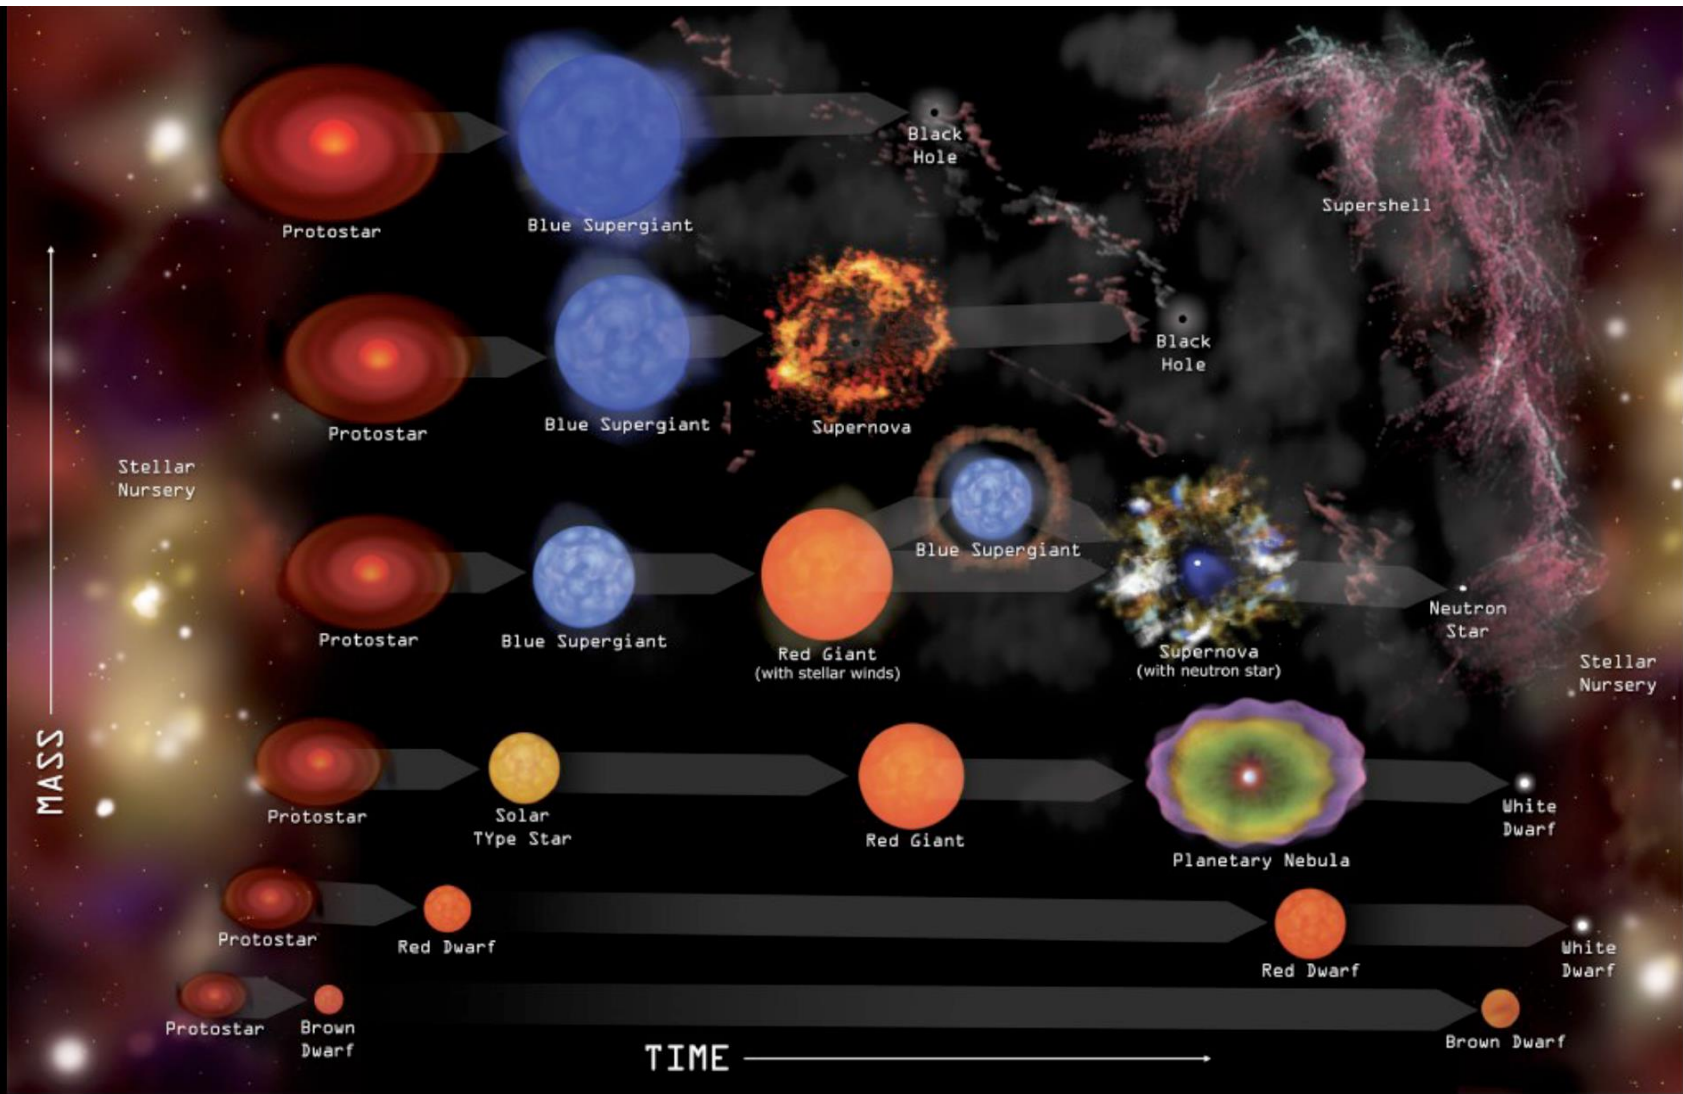 Protostar
Blue Supergiant
Black
Hole
Supershell
Protostar
Blue Supergiant
Supernova
Black
Hole
Stellar
Nursery
Protostar
Blue Supergiant
Red Giant
(with stellar winds)
Blue Supergiant
Supernova
(with neutron star)
Neutron
Star
Stellar
Nursery
MASS
Protostar
Solar
TYpe Star
Red Giant
Planetary Nebula
White
Dwarf
Protostar
Red Dwarf
Red Dwarf
White
Dwarf
Protostar
Brown
Dwarf
Brown Dwarf
TIME